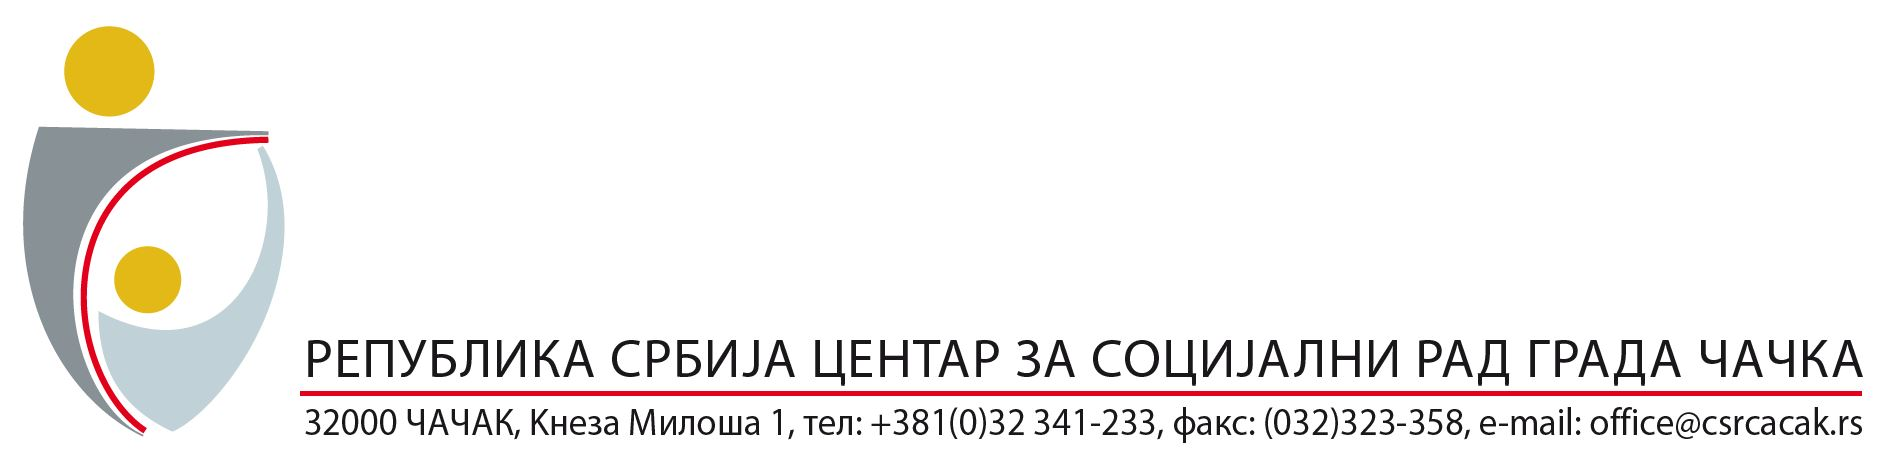 РЕПУБЛИКА СРБИЈА ЦЕНТАР ЗА СОЦИЈАЛНИ РАД ГРАДА ЧАЧКА
32000 ЧАЧАК, Кнеза Милоша 1, тел: +381(0)32 341-233, факс: (032)323-358, e-mail: office@csrcacak.rs